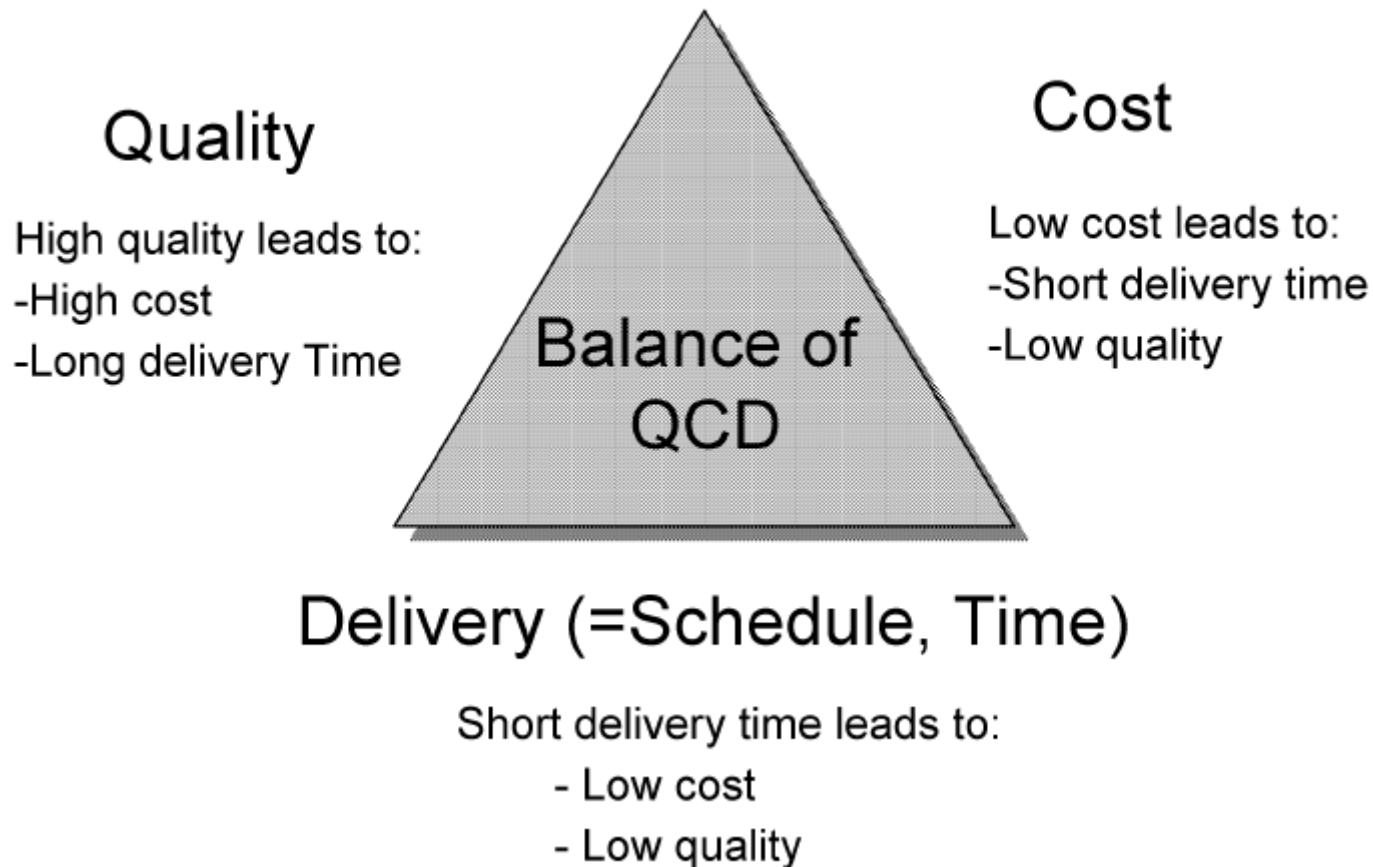 Quality
High quality leads to:
-High cost
-Long delivery Time
Cost
Low cost leads to:
-Short delivery time
-Low quality
Balance of
QCD
Delivery (=Schedule, Time)
Short delivery time leads to:
- Low cost
- Low quality